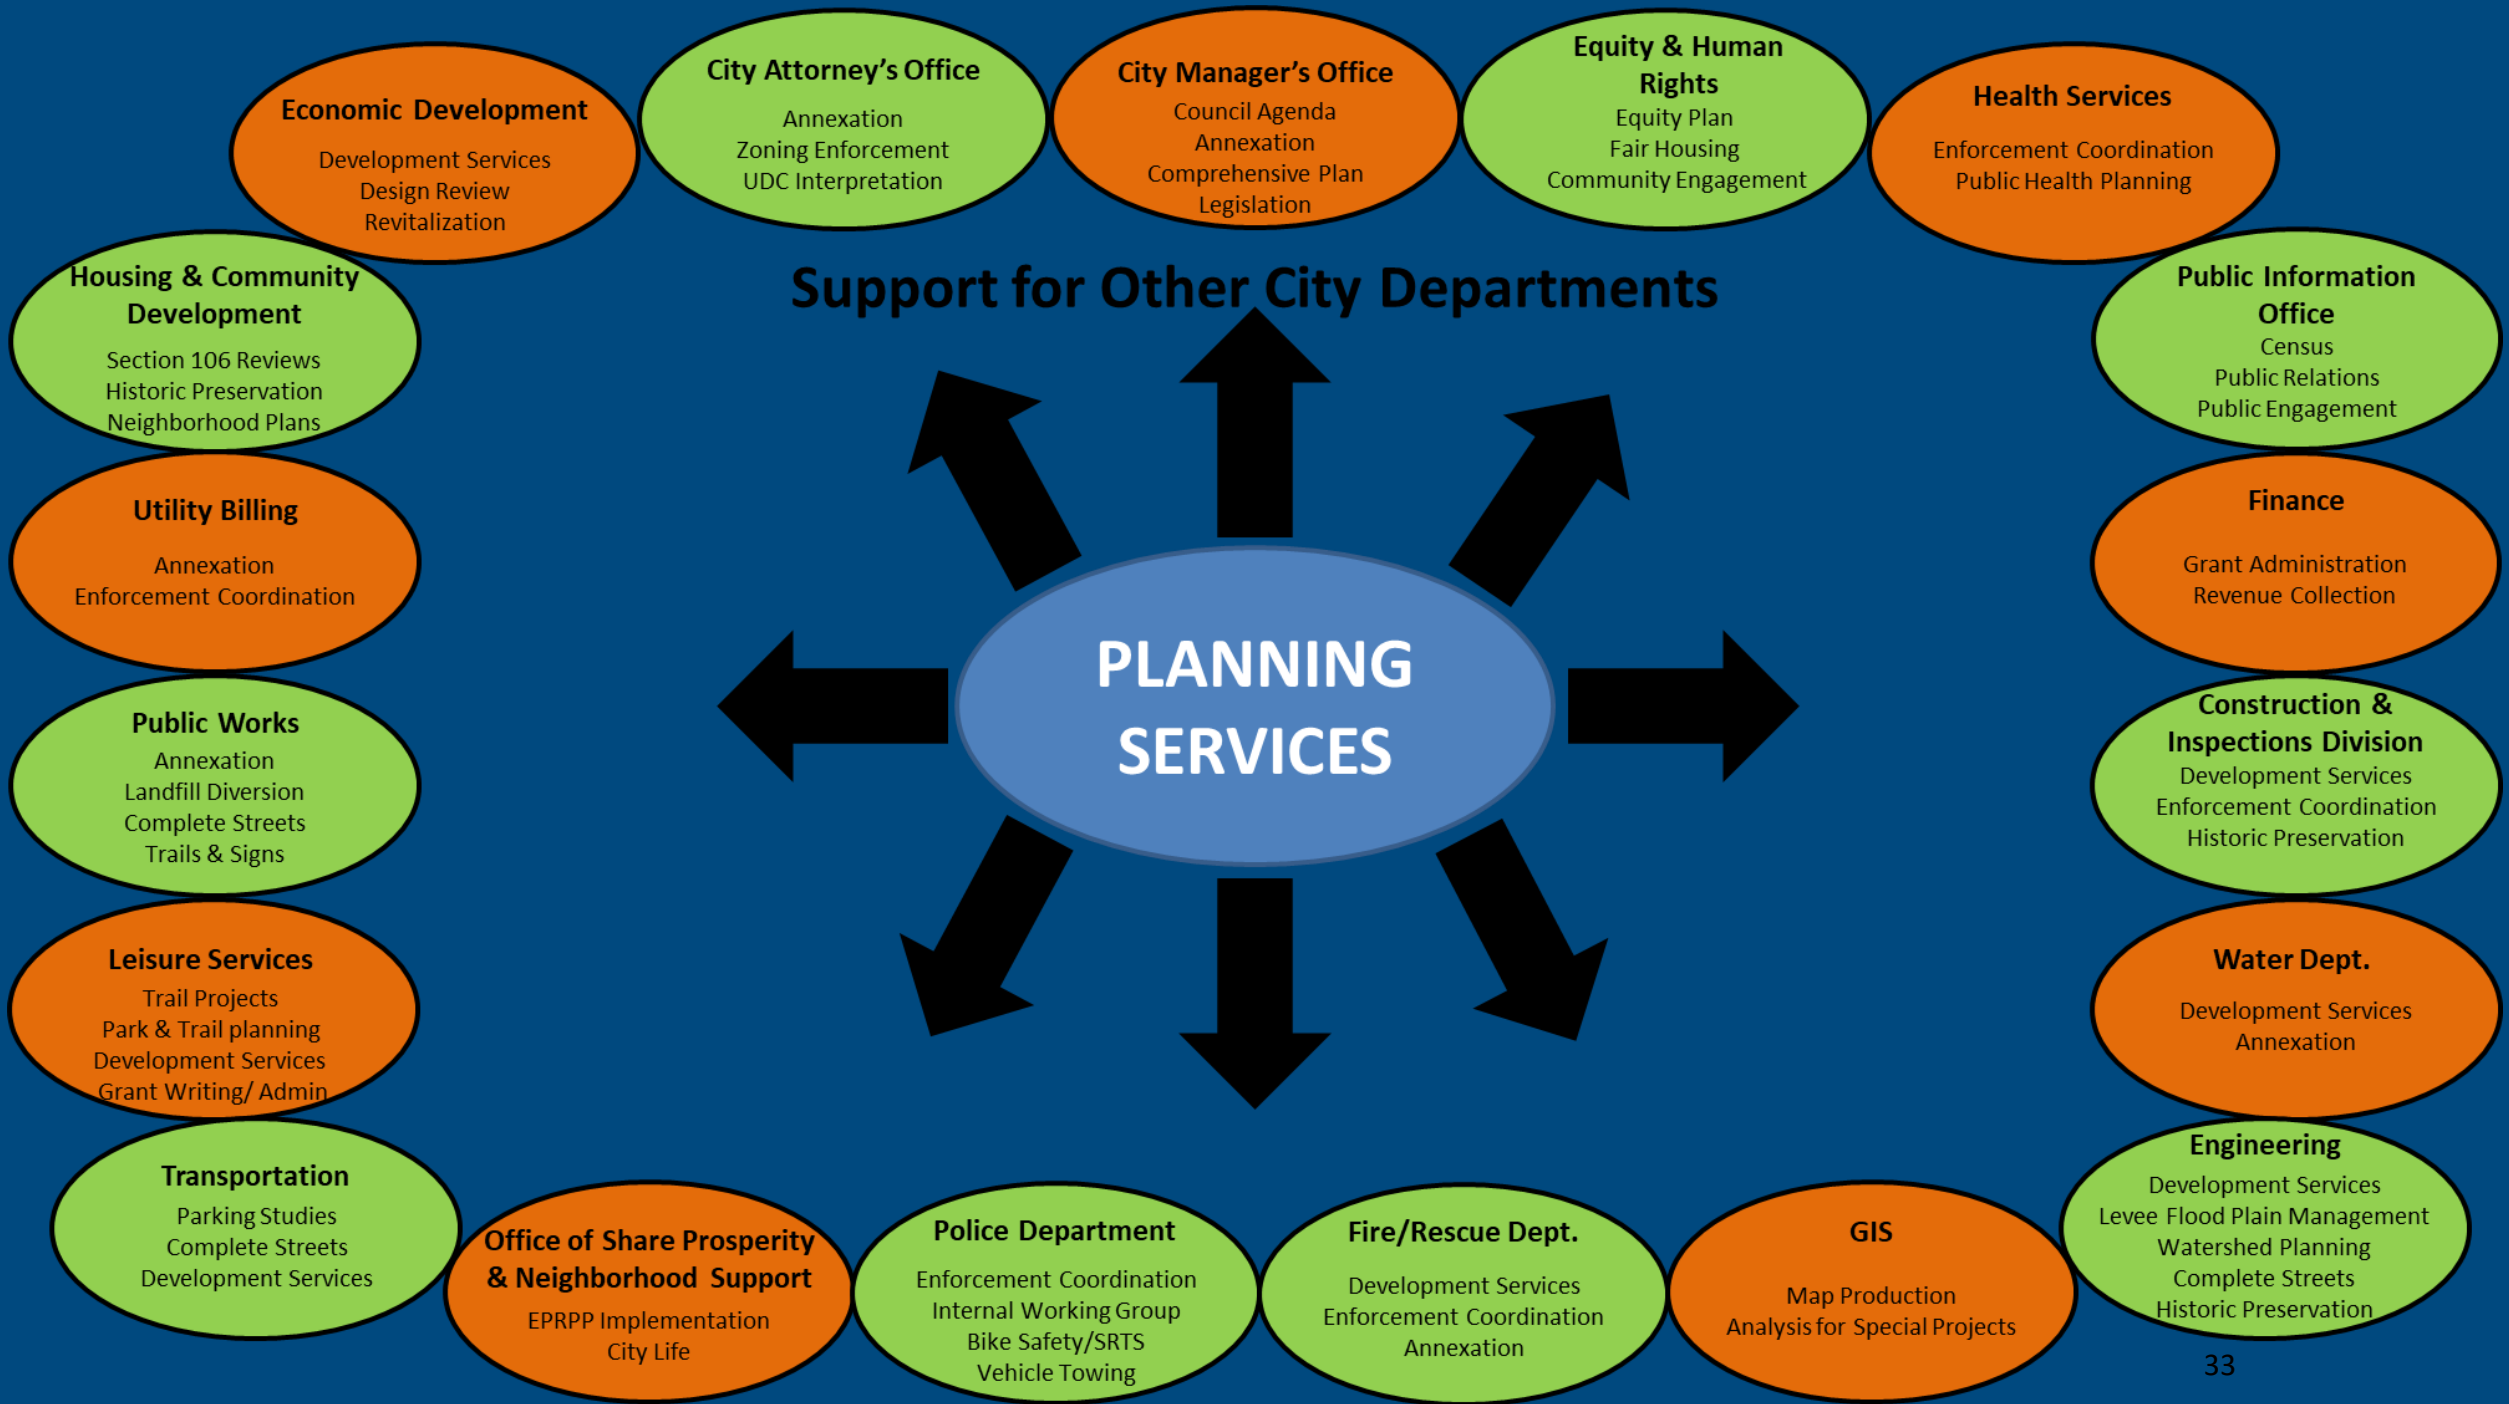 City Attorney's Office
Annexation
Zoning Enforcement
UDC Interpretation
City Manager's Office
Council Agenda
Annexation
Comprehensive Plan
Legislation
Equity & Human
Rights
Equity Plan
Fair Housing
Community Engagement
Economic Development
Development Services
Design Review
Revitalization
Health Services
Enforcement Coordination
Public Health Planning
Support for Other City Departments
Housing & Community
Development
Section 106 Reviews
Historic Preservation
Neighborhood Plans
Public Information
Office
Census
Public Relations
Public Engagement
Utility Billing
Annexation
Enforcement Coordination
Finance
Grant Administration
Revenue Collection
PLANNING
SERVICES
Public Works
Annexation
Landfill Diversion
Complete Streets
Trails & Signs
Construction &
Inspections Division
Development Services
Enforcement Coordination
Historic Preservation
Leisure Services
Trail Projects
Park & Trail planning
Development Services
Grant Writing/ Admin
Water Dept.
Development Services
Annexation
Transportation
Parking Studies
Complete Streets
Development Services
Office of Share Prosperity
& Neighborhood Support
EPRPP Implementation
City Life
Police Department
Enforcement Coordination
Internal Working Group
Bike Safety/SRTS
Vehicle Towing
Fire/Rescue Dept.
Development Services
Enforcement Coordination
Annexation
GIS
Map Production
Analysis for Special Projects
Engineering
Development Services
Levee Flood Plain Management
Watershed Planning
Complete Streets
Historic Preservation
33